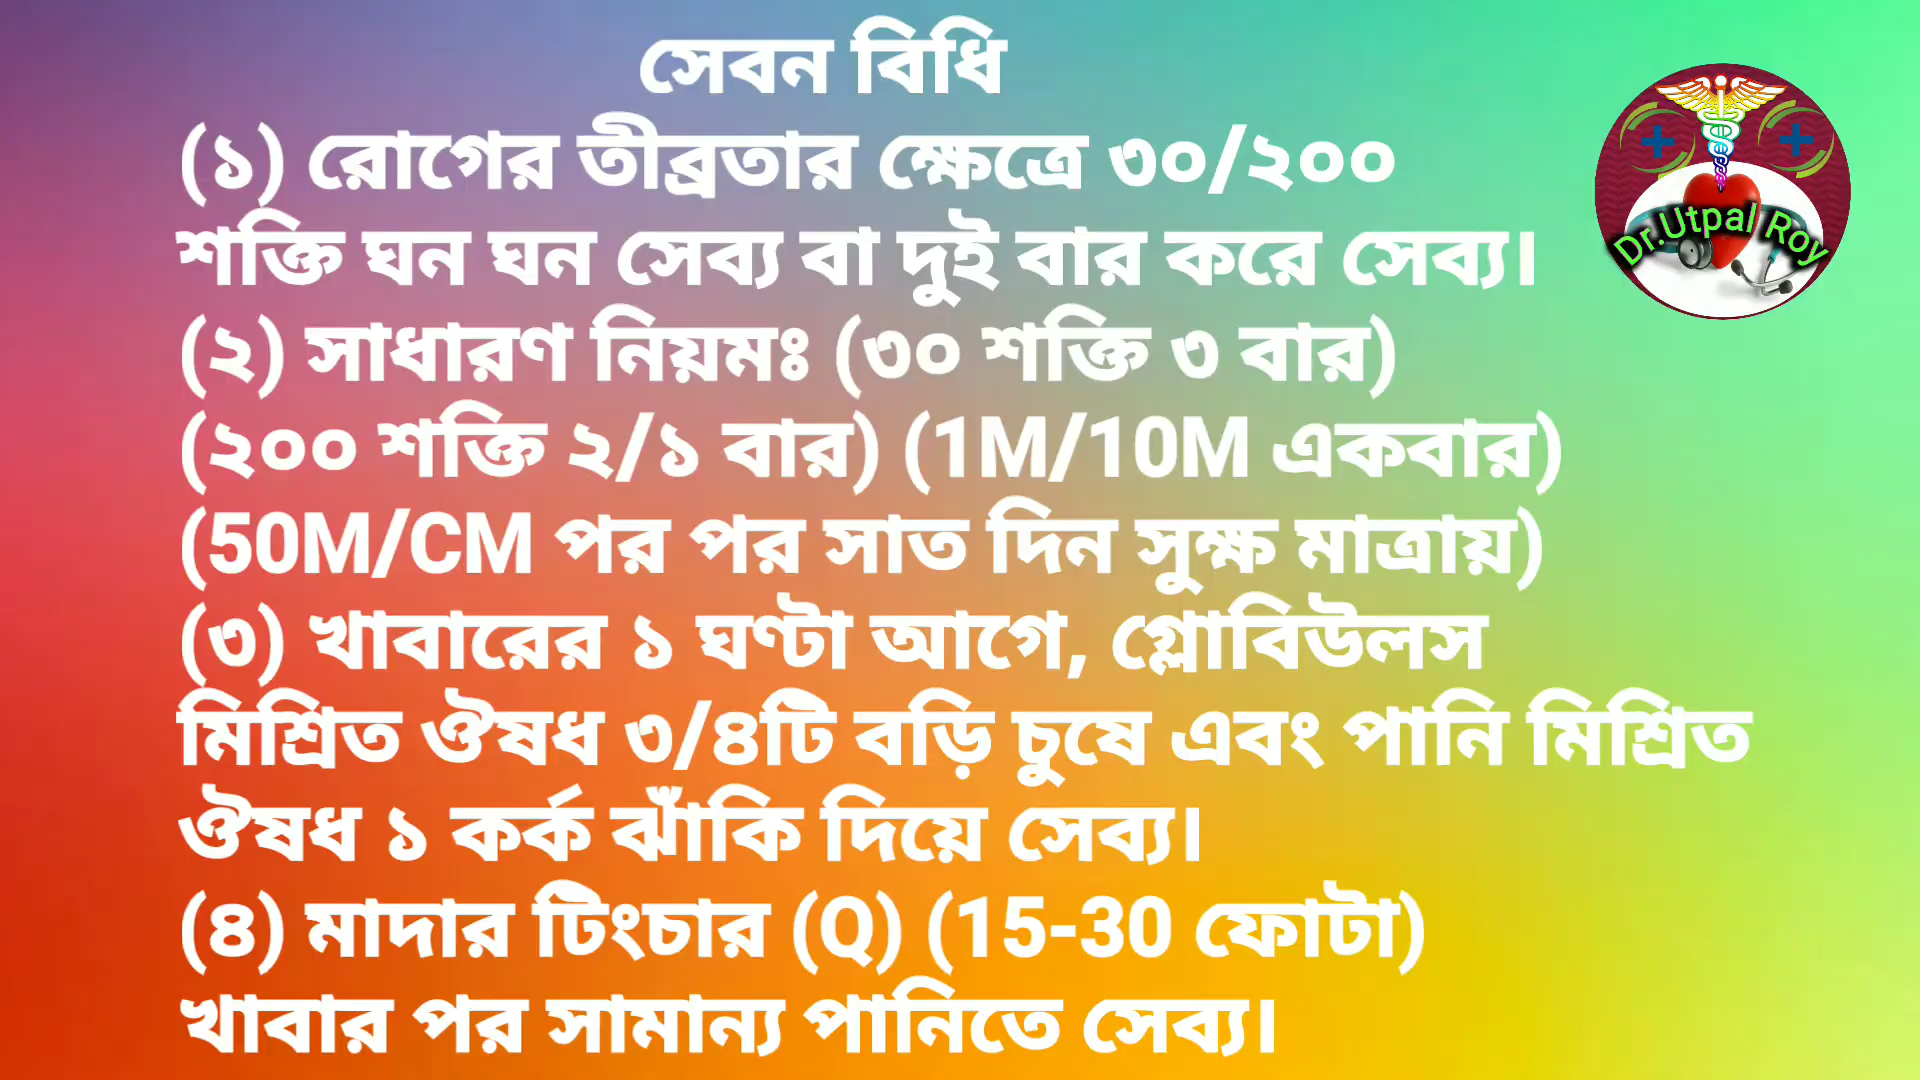 সেবন বিধি
(১) রোগের তীব্রতার ক্ষেত্রে ৩০/২০০
শক্তি ঘন ঘন সেব্য বা দুই বার করে সেব্য।
(২) সাধারণ নিয়মঃ (৩০ শক্তি ৩ বার)
(২০০ শক্তি ২/১ বার) (1M/10M একবার)
(50M/CM পর পর সাত দিন সুক্ষ মাত্রায়)
(৩) খাবারের ১ ঘণ্টা আগে, গ্লোবিউলস
মিশ্রিত ঔষধ ৩/৪টি বড়ি চুষে এবং পানি মিশ্রিত
ঔষধ ১ কর্ক ঝাঁকি দিয়ে সেব্য।
(৪) মাদার টিংচার (Q) (15-30 ফোটা)
খাবার পর সামান্য পানিতে সেব্য।
Dr.Utpal Roy